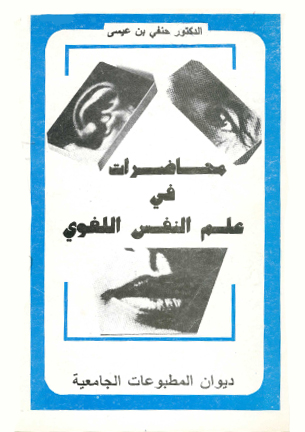 الدكتور حنفي بن عيسى
محاضرات
في
علم النفس اللغوي
ديوان المطبوعات الجامعية